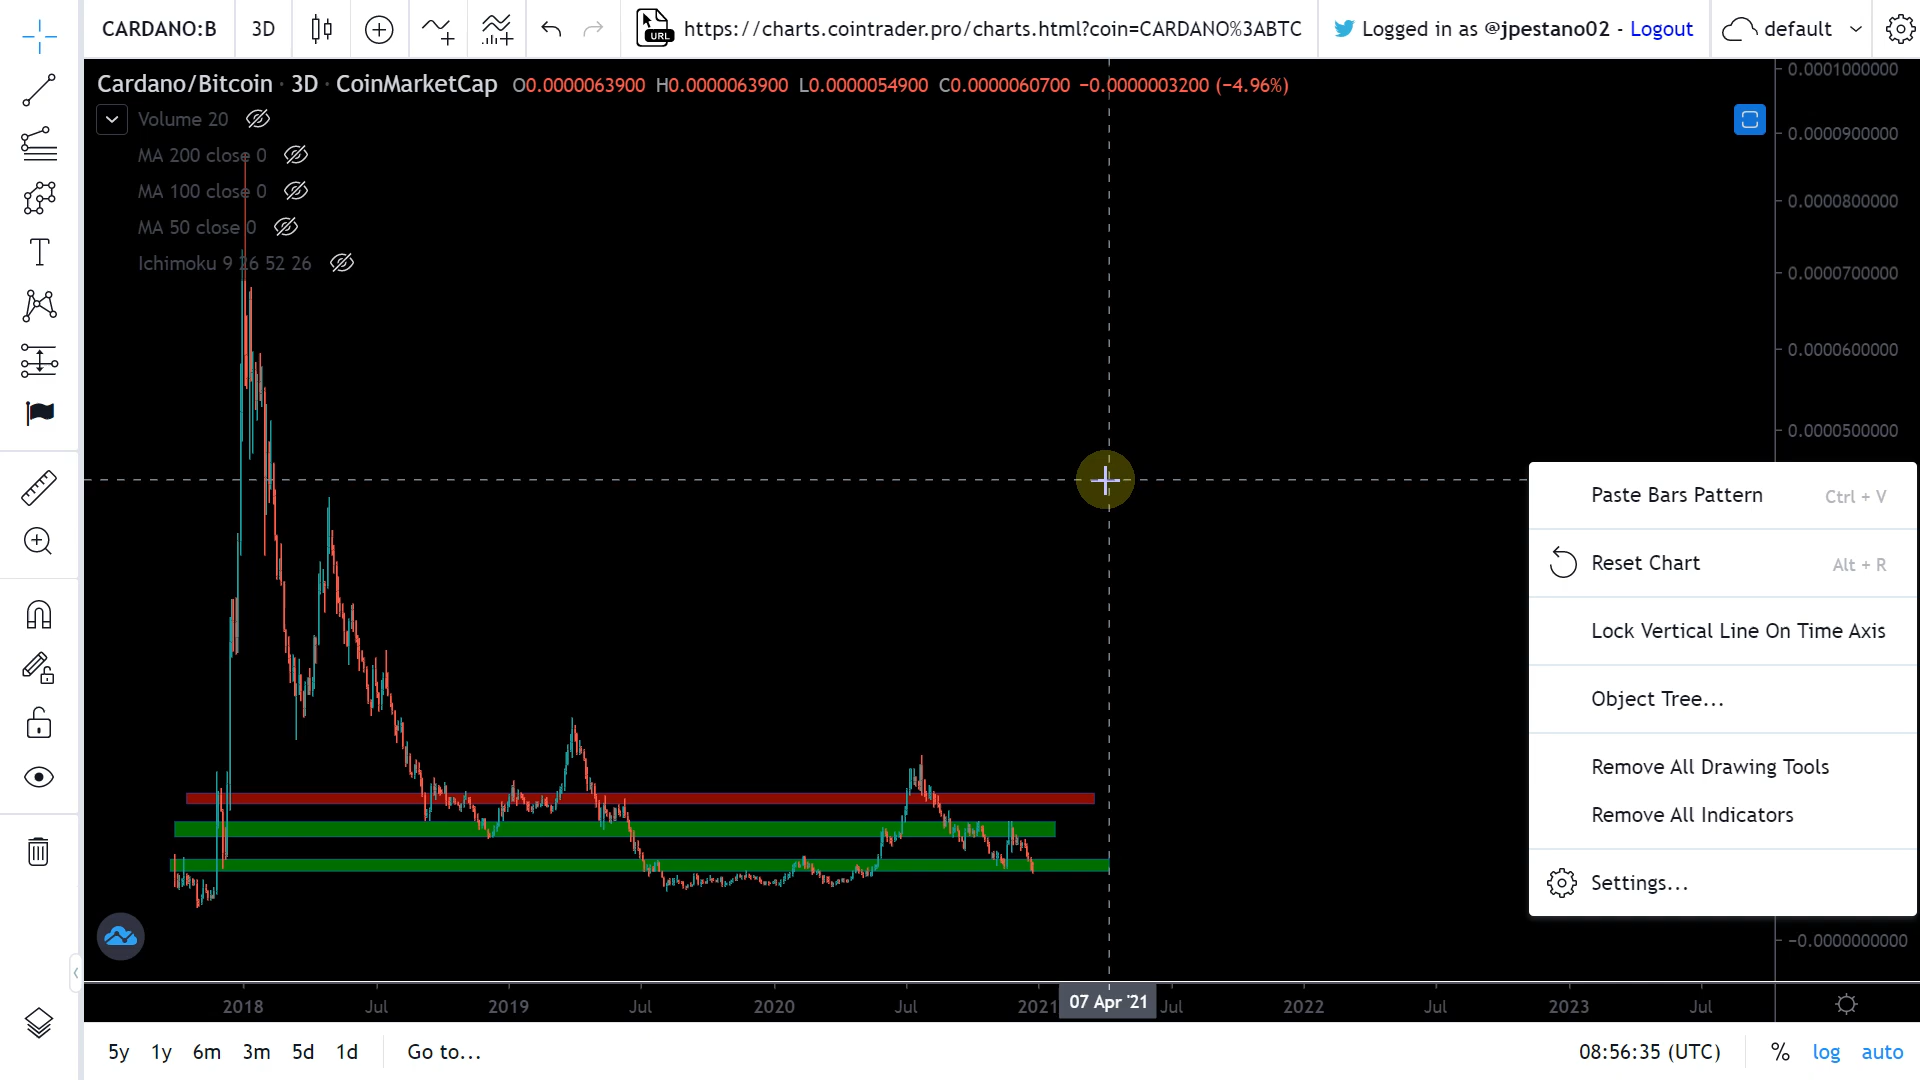 CARDANO:B
3D
URL
https://charts.cointrader.pro/charts.html?coin=CARDANO%3ABTC
Logged in as @jpestano02 - Logout
default
Cardano/Bitcoin · 3D · CoinMarketCap O0.0000063900 H0.0000063900 L0.0000054900 C0.0000060700 −0.0000003200 (−4.96%)
Volume 20
MA 200 close 0
MA 100 close 0
MA 50 close 0
Ichimoku 9 26 52 26
0.0001000000
0.0000900000
0.0000800000
0.0000700000
0.0000600000
0.0000500000
Paste Bars Pattern Ctrl + V
Reset Chart Alt + R
Lock Vertical Line On Time Axis
Object Tree...
Remove All Drawing Tools
Remove All Indicators
Settings...
−0.0000000000
2018 Jul 2019 Jul 2020 Jul 2021 07 Apr '21 Jul 2022 Jul 2023 Jul
5y 1y 6m 3m 5d 1d Go to...
08:56:35 (UTC) % log auto